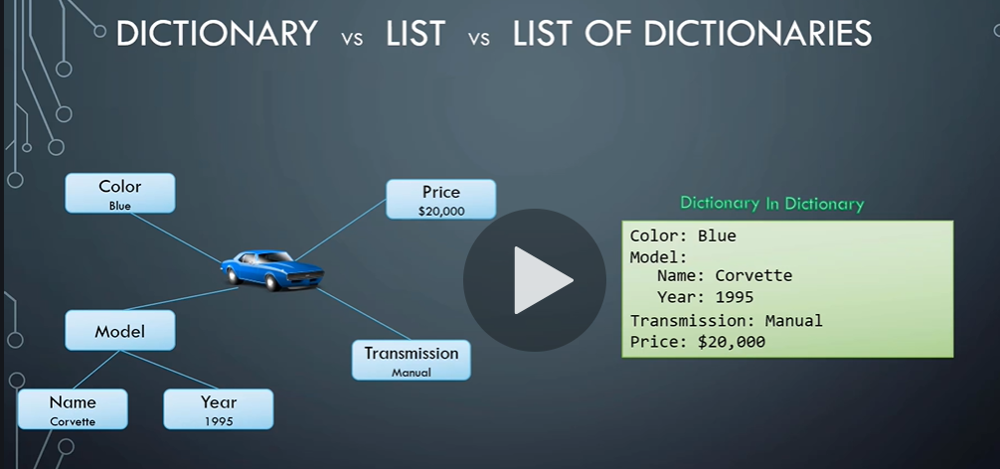 DICTIONARY vs LIST vs LIST OF DICTIONARIES
Color
Blue
Price
$20,000
Model
Transmission
Manual
Name
Corvette
Year
1995
Dictionary In Dictionary
Color: Blue
Model:
Name: Corvette
Year: 1995
Transmission: Manual
Price: $20,000